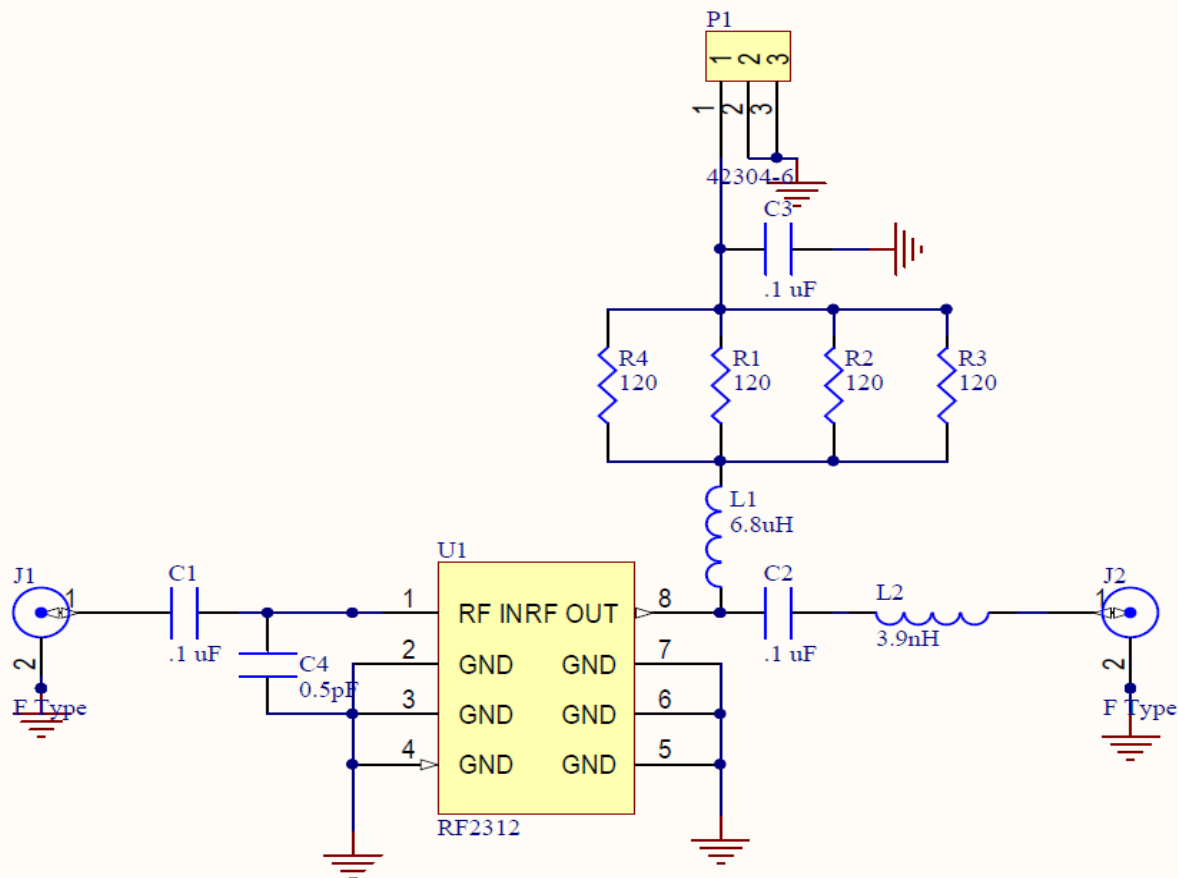 P1
1 2 3
1 2 3
42304-6
C3
.1 uF
R4
120
R1
120
R2
120
R3
120
L1
6.8uH
U1
J1
1
C1
.1 uF
1
RF IN
RF OUT
8
C2
.1 uF
L2
3.9nH
J2
1
2
F Type
C4
0.5pF
2
GND
GND
7
3
GND
GND
6
4
GND
GND
5
RF2312
2
F Type